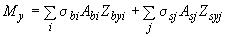 M_y = ∑_i σ_bi A_bi Z_byi + ∑_j σ_sj A_sj Z_syj